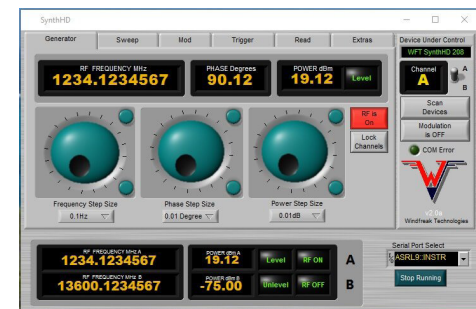 SynthHD
Generator Sweep Mod Trigger Read Extras
Device Under Control
WFT SynthHD 208
RF FREQUENCY MHz
1234.1234567
PHASE Degrees
90.12
POWER dBm
19.12
Level
Channel
A
A
B
Scan
Devices
Modulation
is OFF
COM Error
RF is
On
Lock
Channels
Frequency Step Size
0.1Hz
Phase Step Size
0.01 Degree
Power Step Size
0.01dB
Windfreak Technologies
RF FREQUENCY MHz A
1234.1234567
POWER dBm A
19.12
Level
RF ON
A
RF FREQUENCY MHz B
13600.1234567
POWER dBm B
-75.00
Unlevel
RF OFF
B
Serial Port Select
ASRL9::INSTR
Stop Running